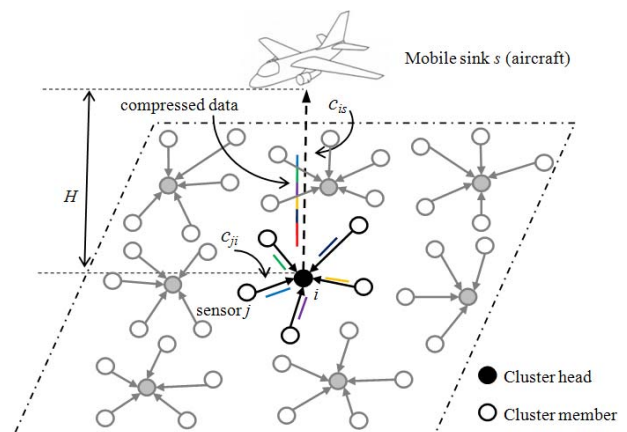 Mobile sink s (aircraft)
compressed data
c_is
H
c_ji
i
sensor j
Cluster head
Cluster member